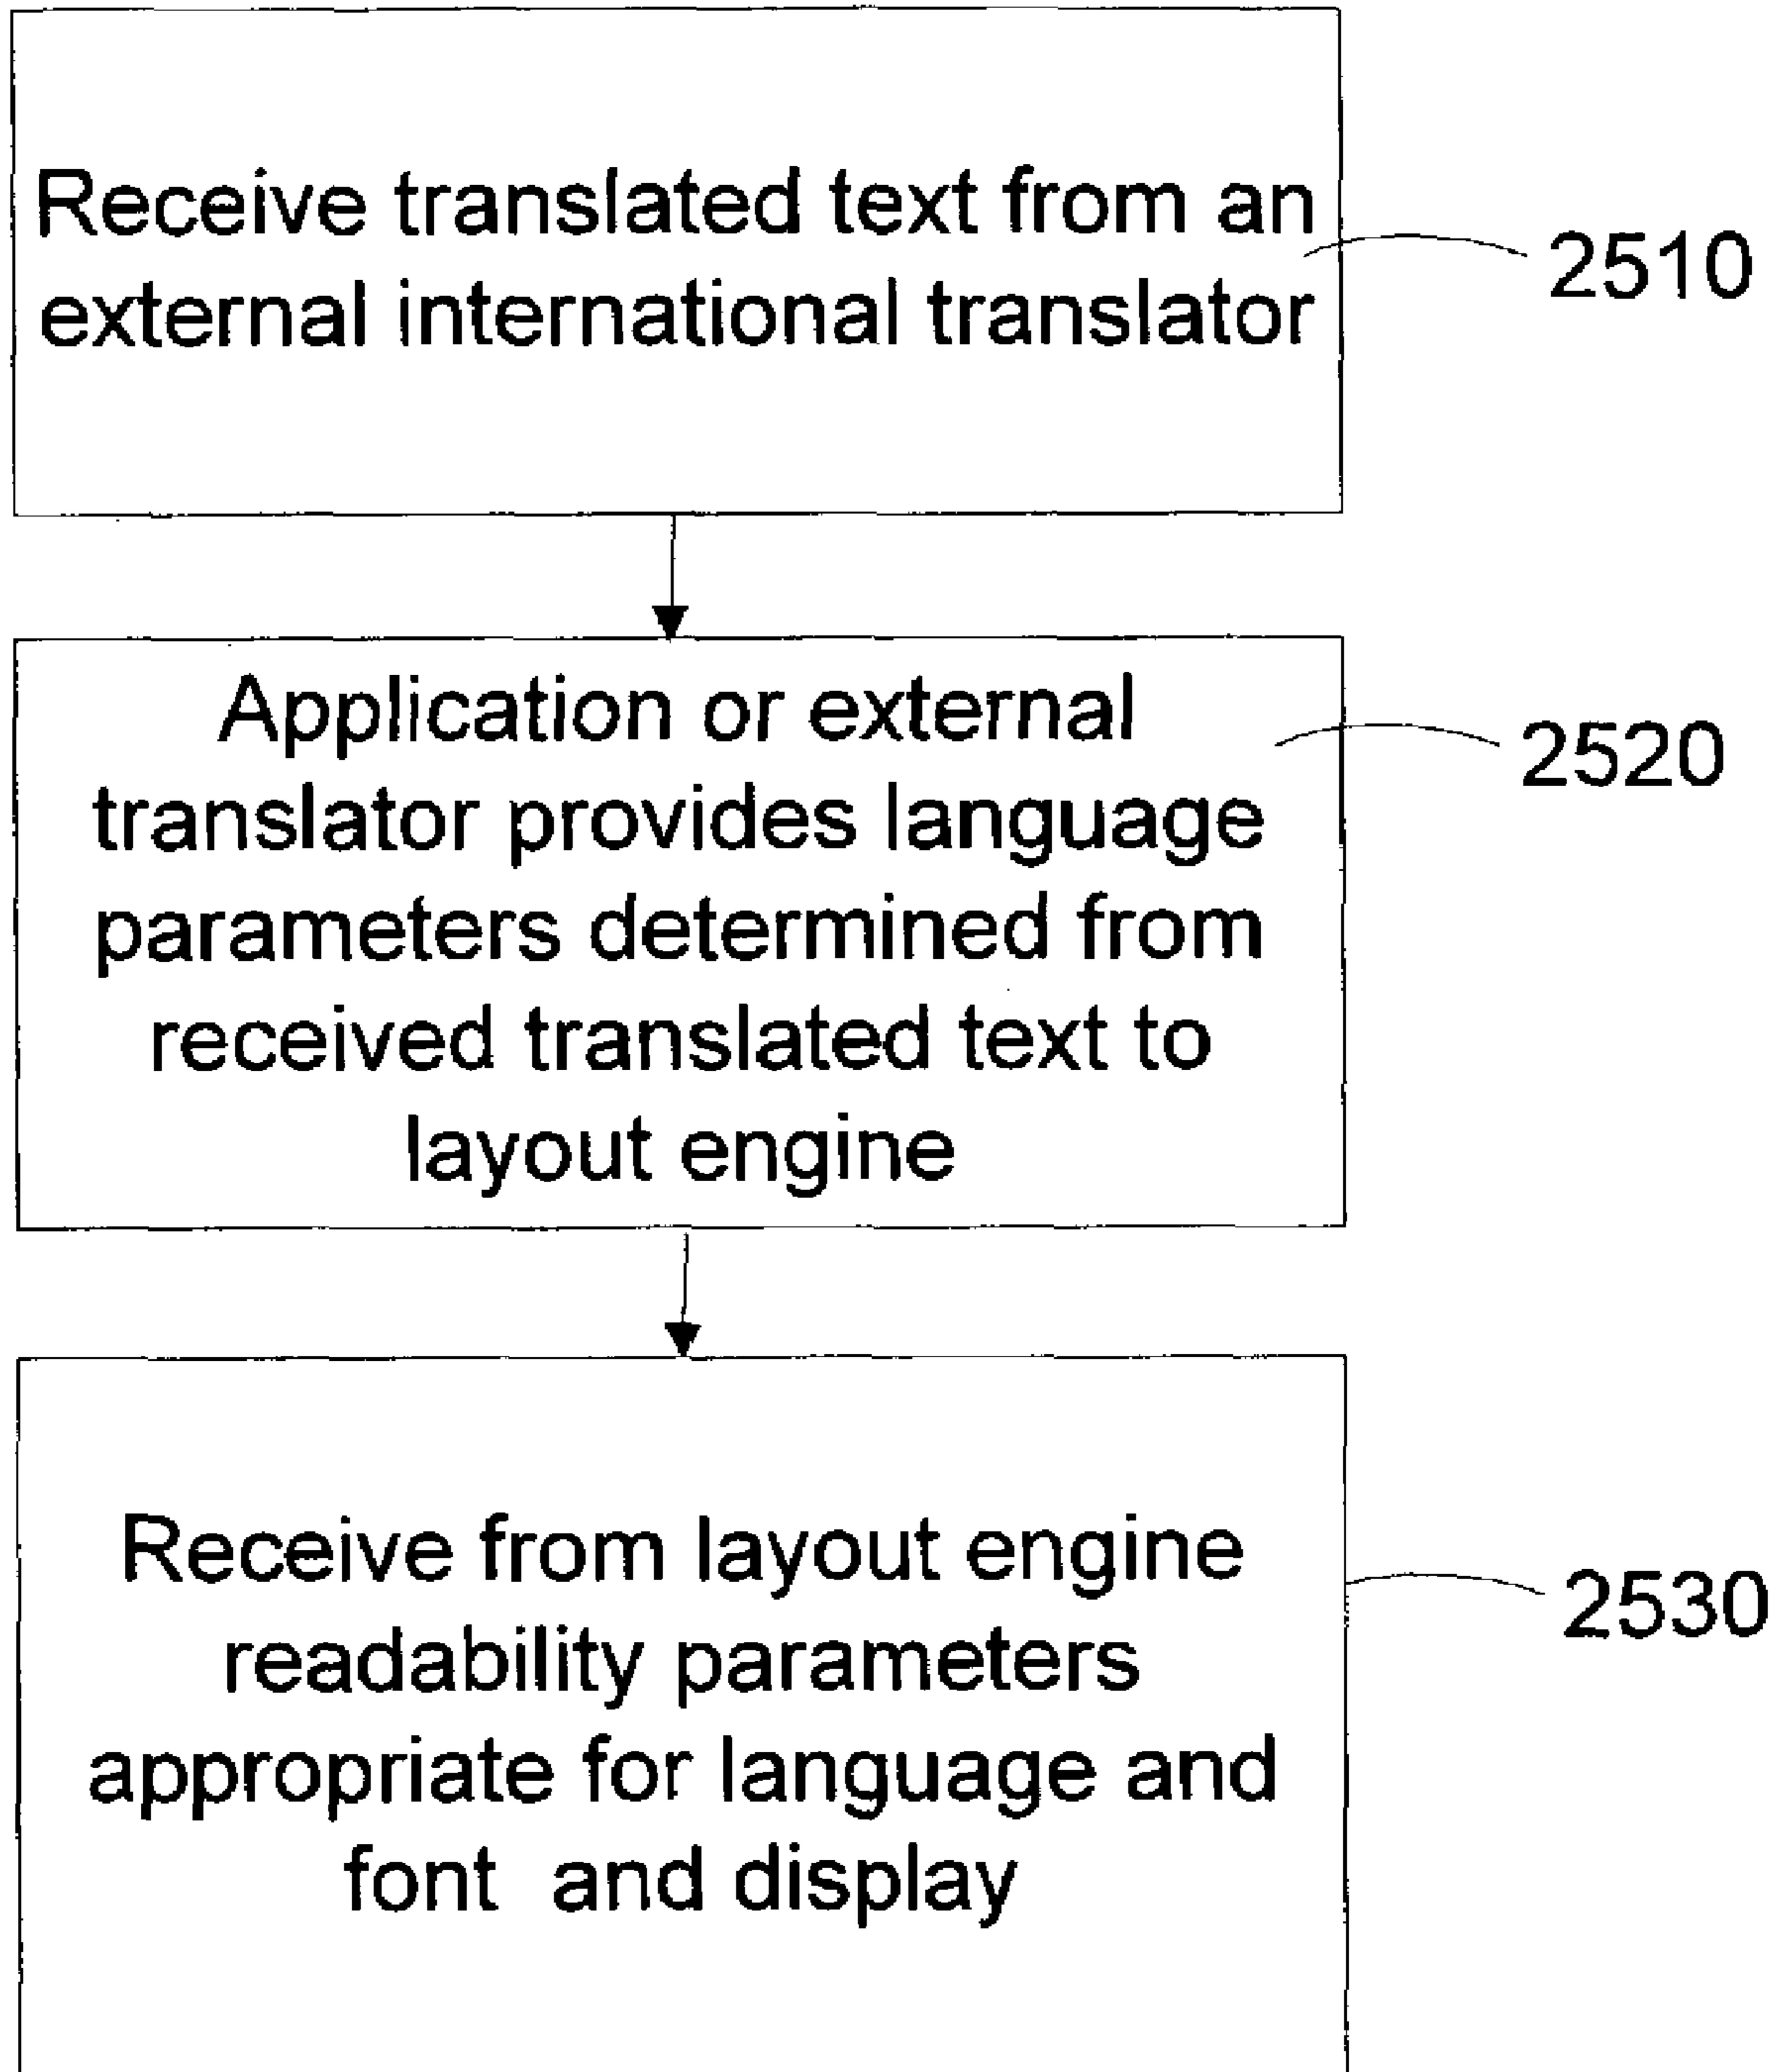 Receive translated text from an
external international translator
2510
Application or external
translator provides language
parameters determined from
received translated text to
layout engine
2520
Receive from layout engine
readability parameters
appropriate for language and
font and display
2530